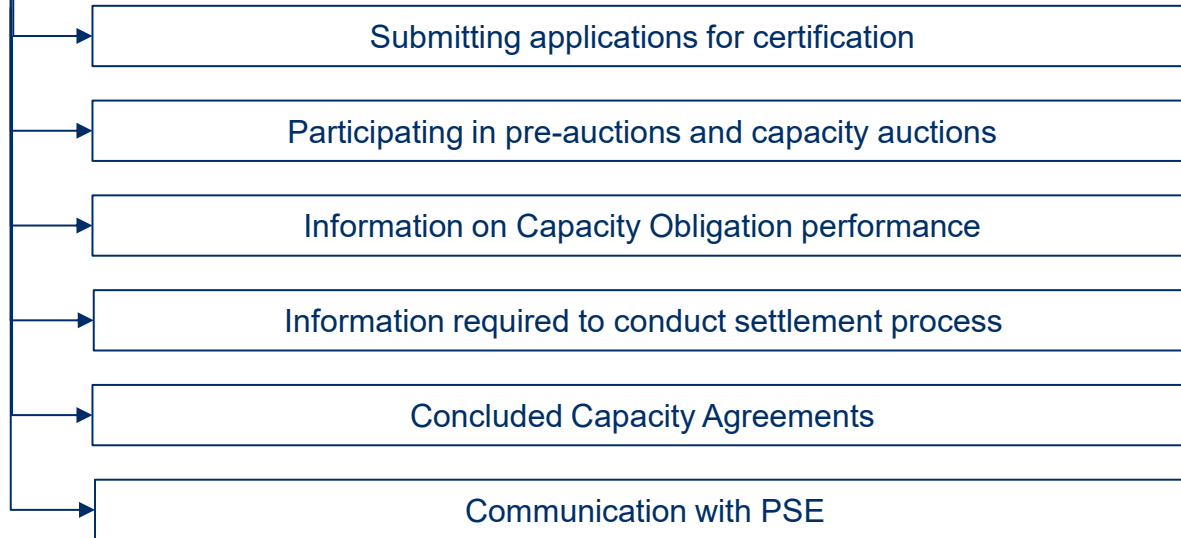 Submitting applications for certification
Participating in pre-auctions and capacity auctions
Information on Capacity Obligation performance
Information required to conduct settlement process
Concluded Capacity Agreements
Communication with PSE